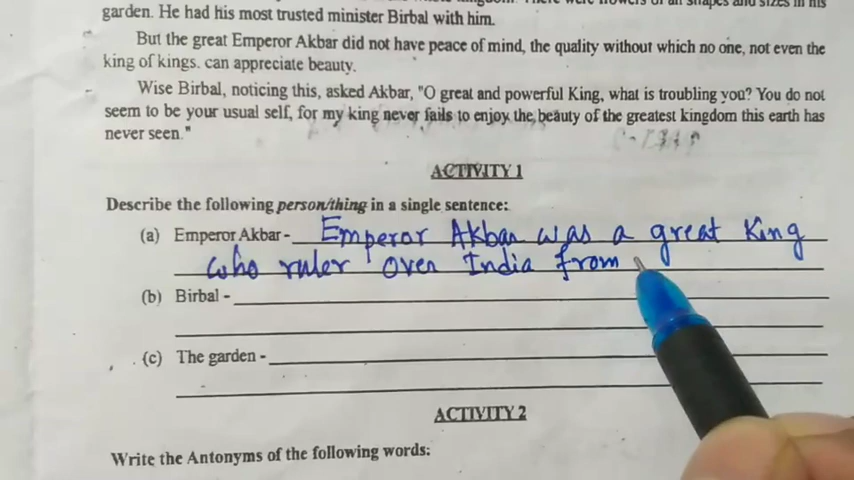 garden. He had his most trusted minister Birbal with him.
But the great Emperor Akbar did not have peace of mind, the quality without which no one, not even the
king of kings. can appreciate beauty.
Wise Birbal, noticing this, asked Akbar, "O great and powerful King, what is troubling you? You do not
seem to be your usual self, for my king never fails to enjoy the beauty of the greatest kingdom this earth has
never seen."
ACTIVITY 1
Describe the following person/thing in a single sentence:
(a) Emperor Akbar- Emperor Akbar was a great King
who ruler over India from
(b) Birbal -
(c) The garden -
ACTIVITY 2
Write the Antonyms of the following words: